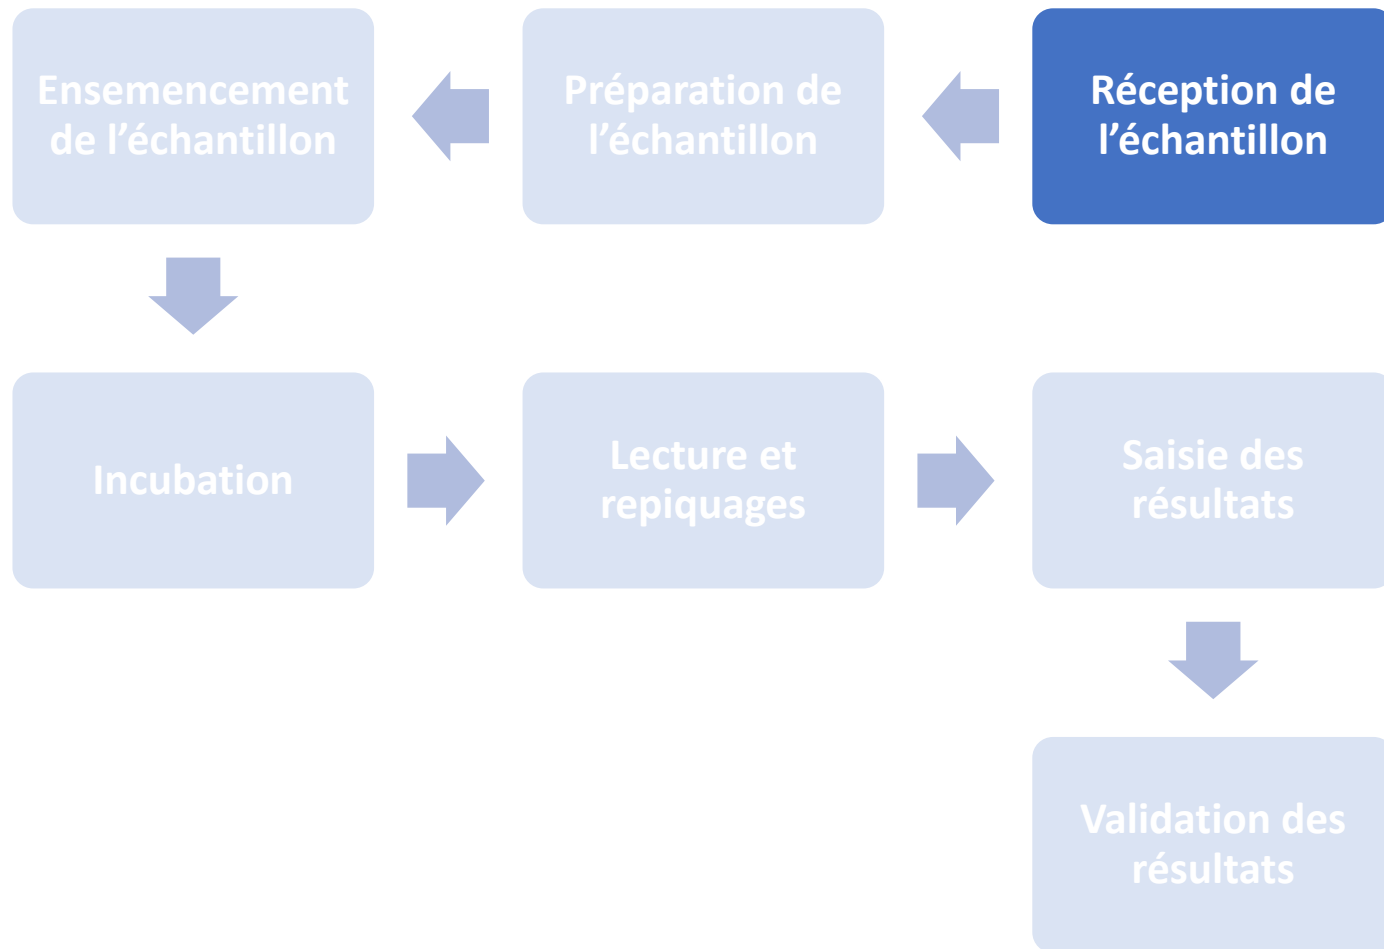 Ensemencement
de l’échantillon
Préparation de
l’échantillon
Réception de
l’échantillon
Incubation
Lecture et
repiquages
Saisie des
résultats
Validation des
résultats